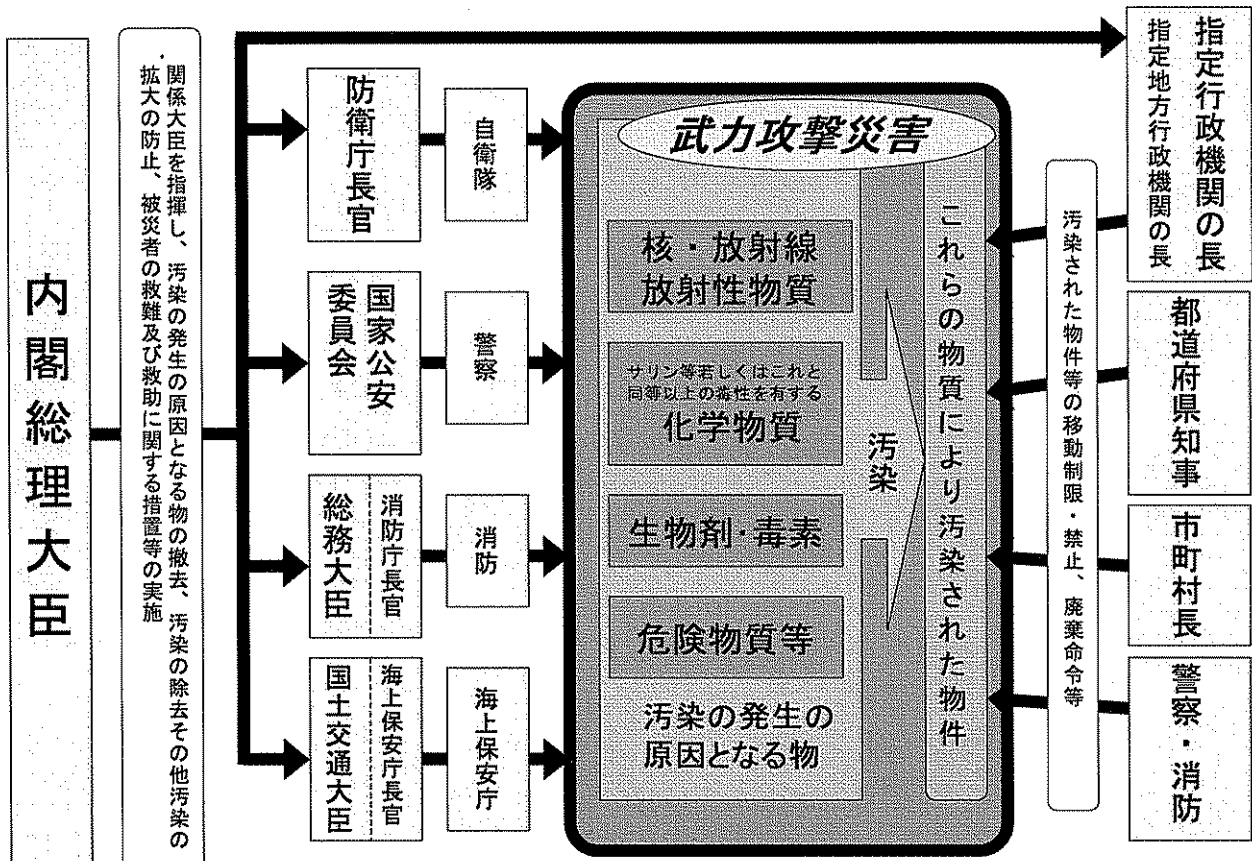 内閣総理大臣
関係大臣を指揮し、汚染の発生の原因となる物の撤去、汚染の除去その他汚染の
拡大の防止、被災者の救難及び救助に関する措置等の実施
防衛庁長官
自衛隊
国家公安
委員会
警察
消防庁長官
総務大臣
消防
海上保安庁長官
国土交通大臣
海上保安庁
武力攻撃災害
核・放射線
放射性物質
サリン等若しくはこれと
同等以上の毒性を有する
化学物質
生物剤・毒素
危険物質等
汚染の発生の
原因となる物
汚染
これらの物質により汚染された物件
汚染された物件等の移動制限・禁止、廃棄命令等
指定行政機関の長
指定地方行政機関の長
都道府県知事
市町村長
警察・消防